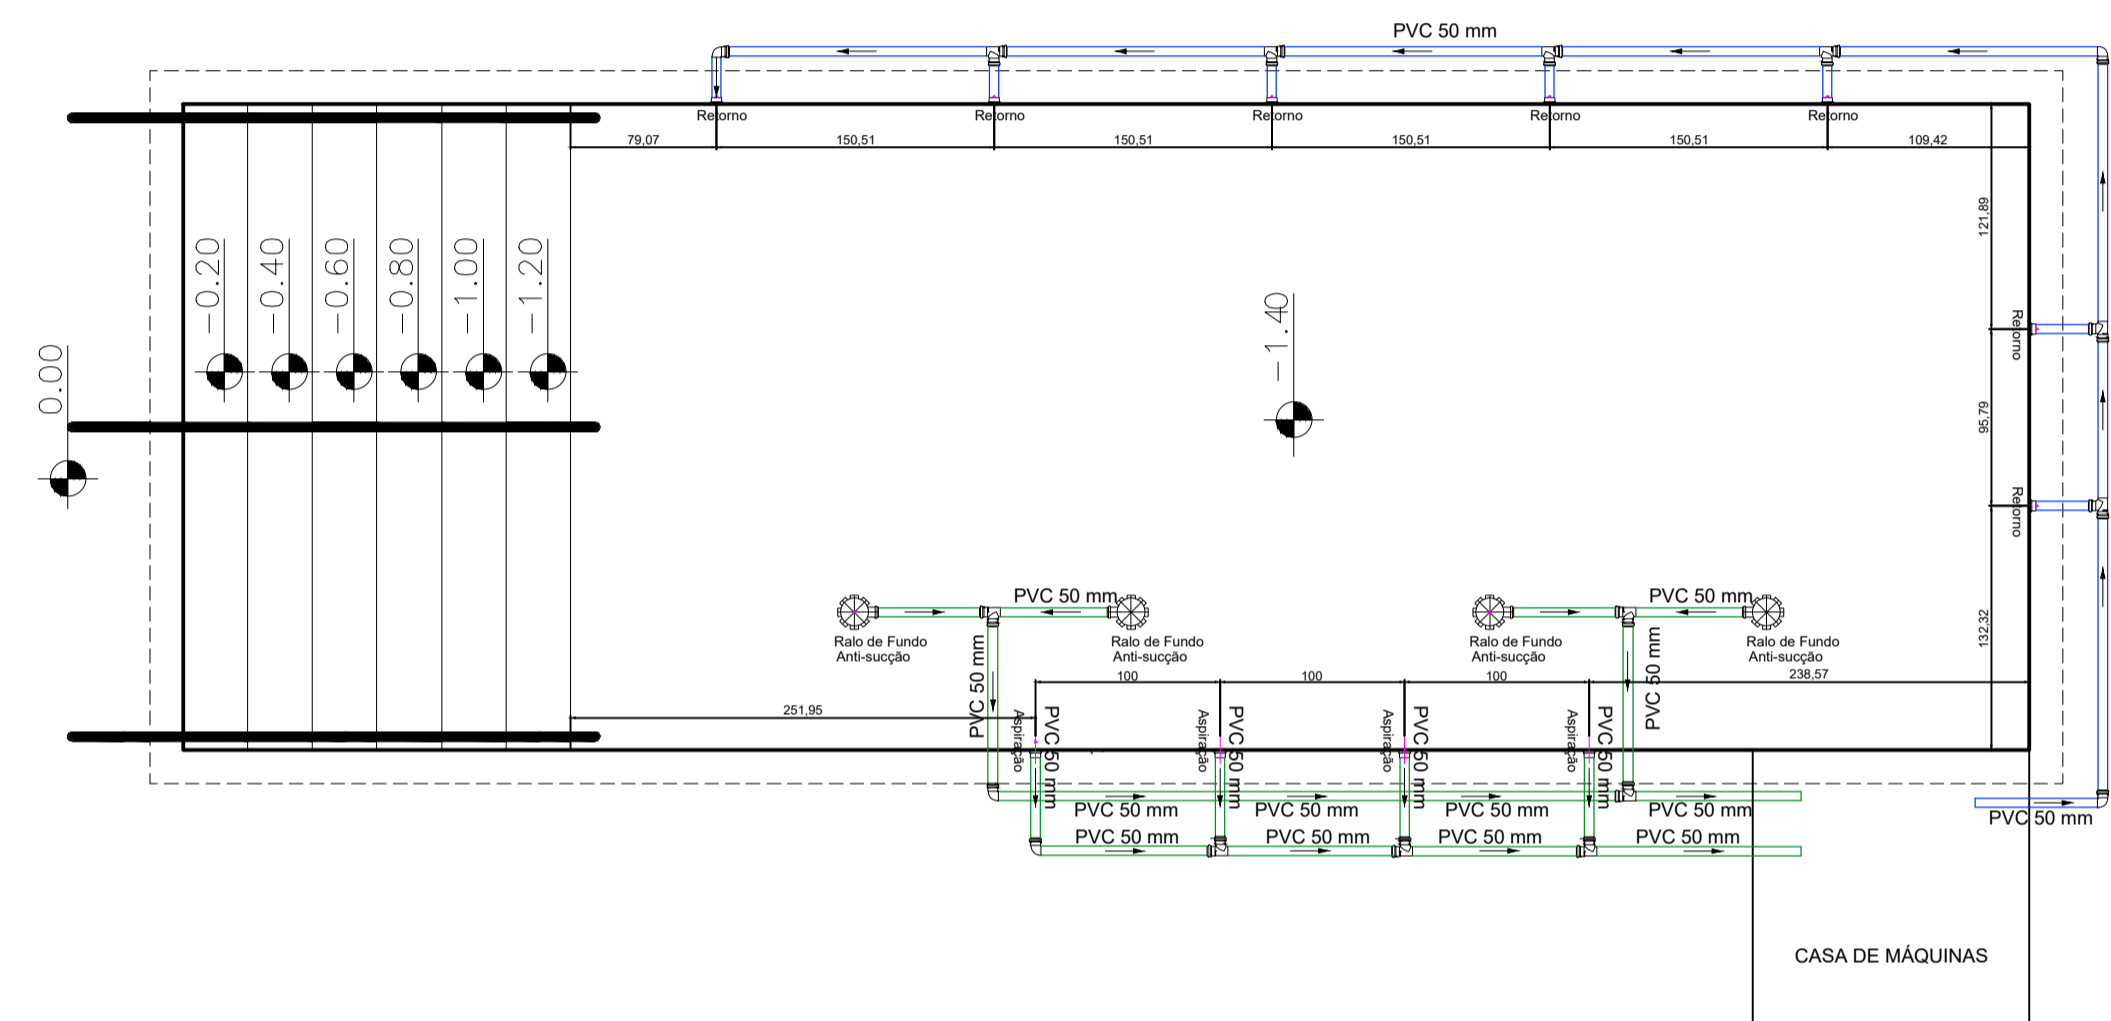 PVC 50 mm
Retorno
Retorno
Retorno
Retorno
Retorno
79,07
150,51
150,51
150,51
150,51
109,42
121,89
-0.20
-0.40
-0.60
-0.80
-1.00
-1.20
-1.40
0.00
Retorno
95,79
Retorno
132,32
PVC 50 mm
PVC 50 mm
Ralo de Fundo
Anti-sucção
Ralo de Fundo
Anti-sucção
Ralo de Fundo
Anti-sucção
Ralo de Fundo
Anti-sucção
PVC 50 mm
PVC 50 mm
100
100
100
238,57
251,95
Aspiração
PVC 50 mm
Aspiração
PVC 50 mm
Aspiração
PVC 50 mm
Aspiração
PVC 50 mm
PVC 50 mm
PVC 50 mm
PVC 50 mm
PVC 50 mm
PVC 50 mm
PVC 50 mm
PVC 50 mm
PVC 50 mm
PVC 50 mm
CASA DE MÁQUINAS